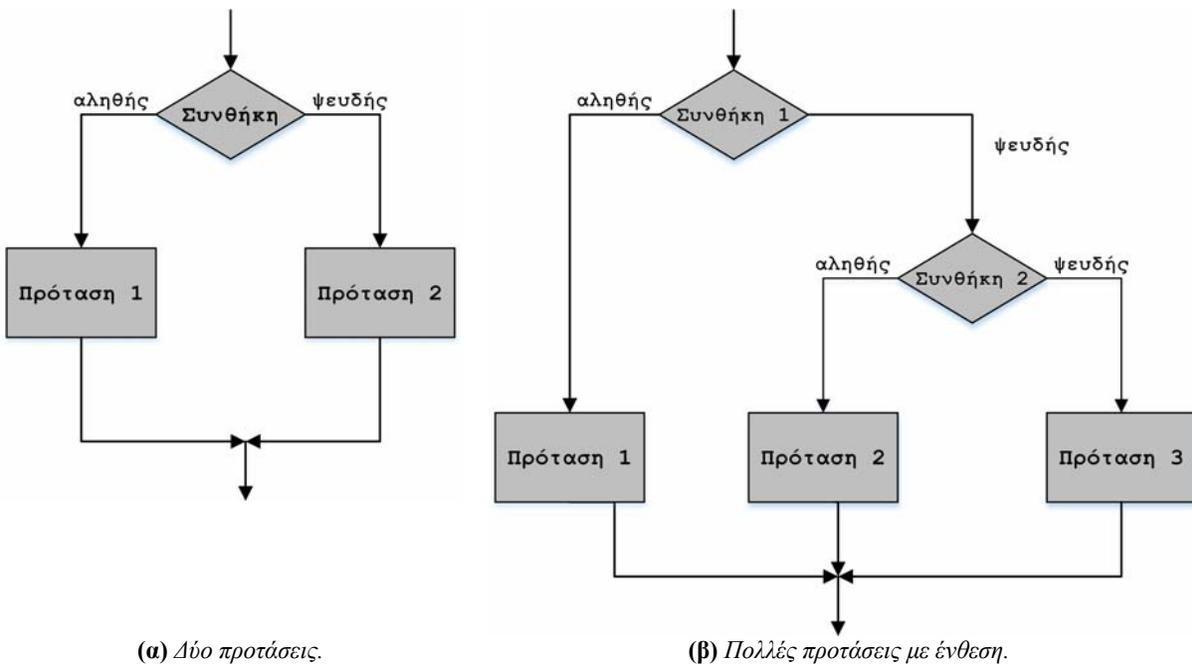 αληθής
Συνθήκη
ψευδής
Πρόταση 1
Πρόταση 2
(α) Δύο προτάσεις.
αληθής
Συνθήκη 1
ψευδής
αληθής
Συνθήκη 2
ψευδής
Πρόταση 1
Πρόταση 2
Πρόταση 3
(β) Πολλές προτάσεις με ένθεση.